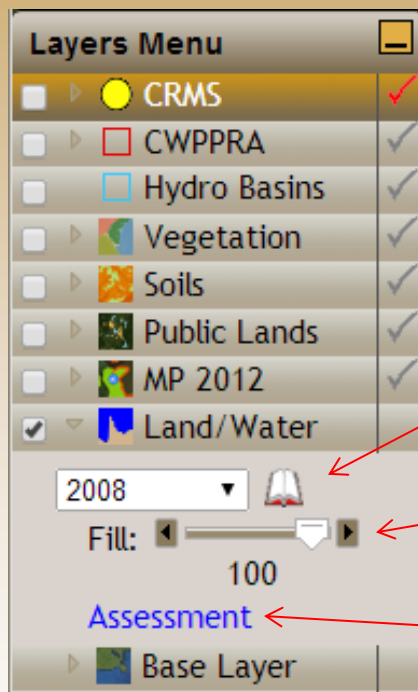 Layers Menu
CRMS
CWPPRA
Hydro Basins
Vegetation
Soils
Public Lands
MP 2012
Land/Water
2008
Fill:
100
Assessment
Base Layer